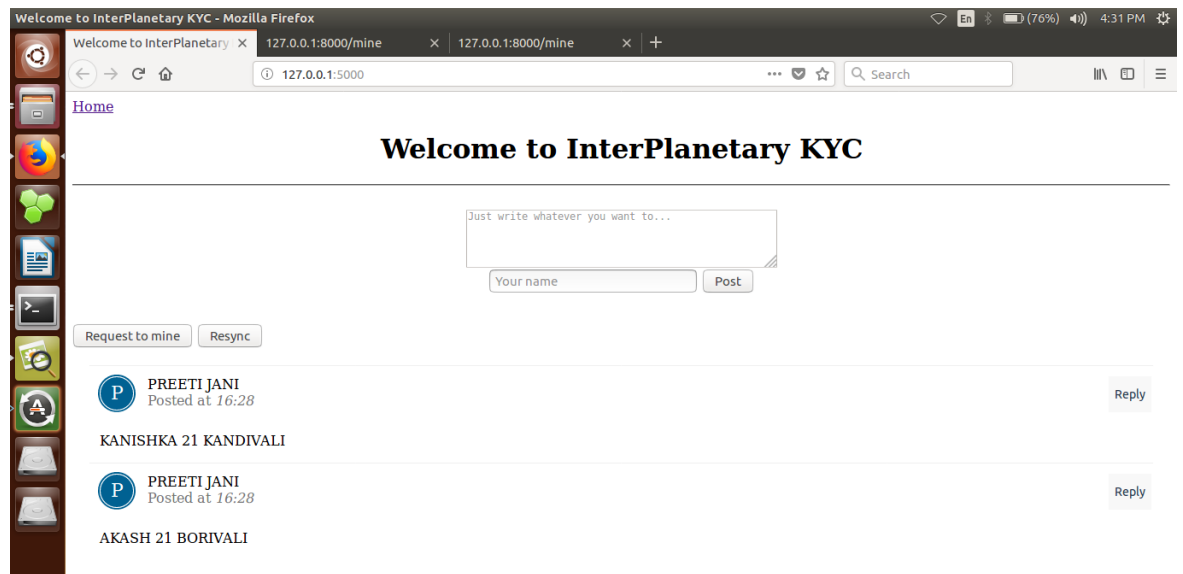 Welcome to InterPlanetary KYC - Mozilla Firefox En (76%) 4:31 PM
Welcome to InterPlanetary 127.0.0.1:8000/mine 127.0.0.1:8000/mine
127.0.0.1:5000 Search
Home
Welcome to InterPlanetary KYC
Just write whatever you want to...
Your name Post
Request to mine Resync
P PREETI JANI
Posted at 16:28 Reply
KANISHKA 21 KANDIVALI
P PREETI JANI
Posted at 16:28 Reply
AKASH 21 BORIVALI